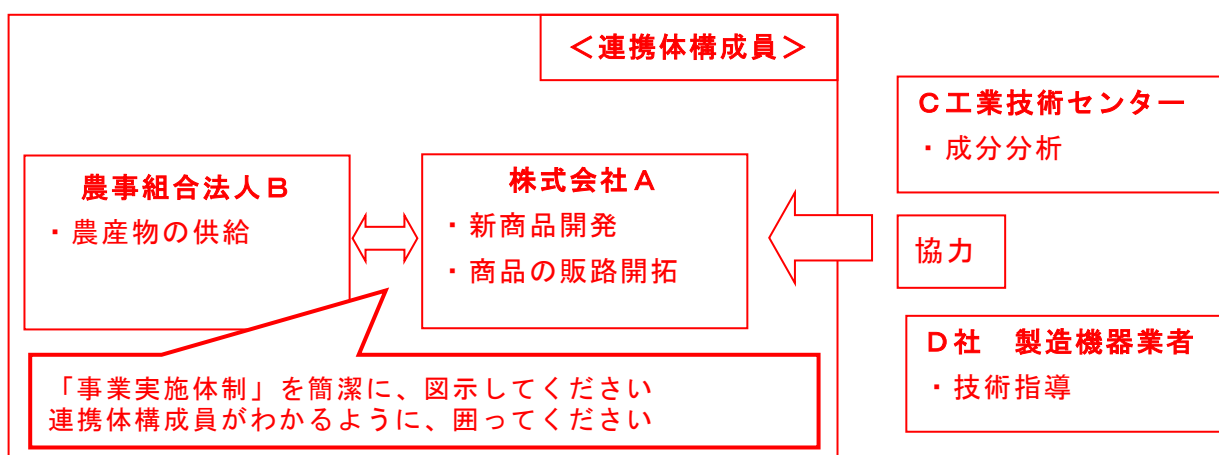 ＜連携体構成員＞
農事組合法人Ｂ
・農産物の供給
株式会社Ａ
・新商品開発
・商品の販路開拓
Ｃ工業技術センター
・成分分析
協力
Ｄ社　製造機器業者
・技術指導
「事業実施体制」を簡潔に、図示してください
連携体構成員がわかるように、囲ってください